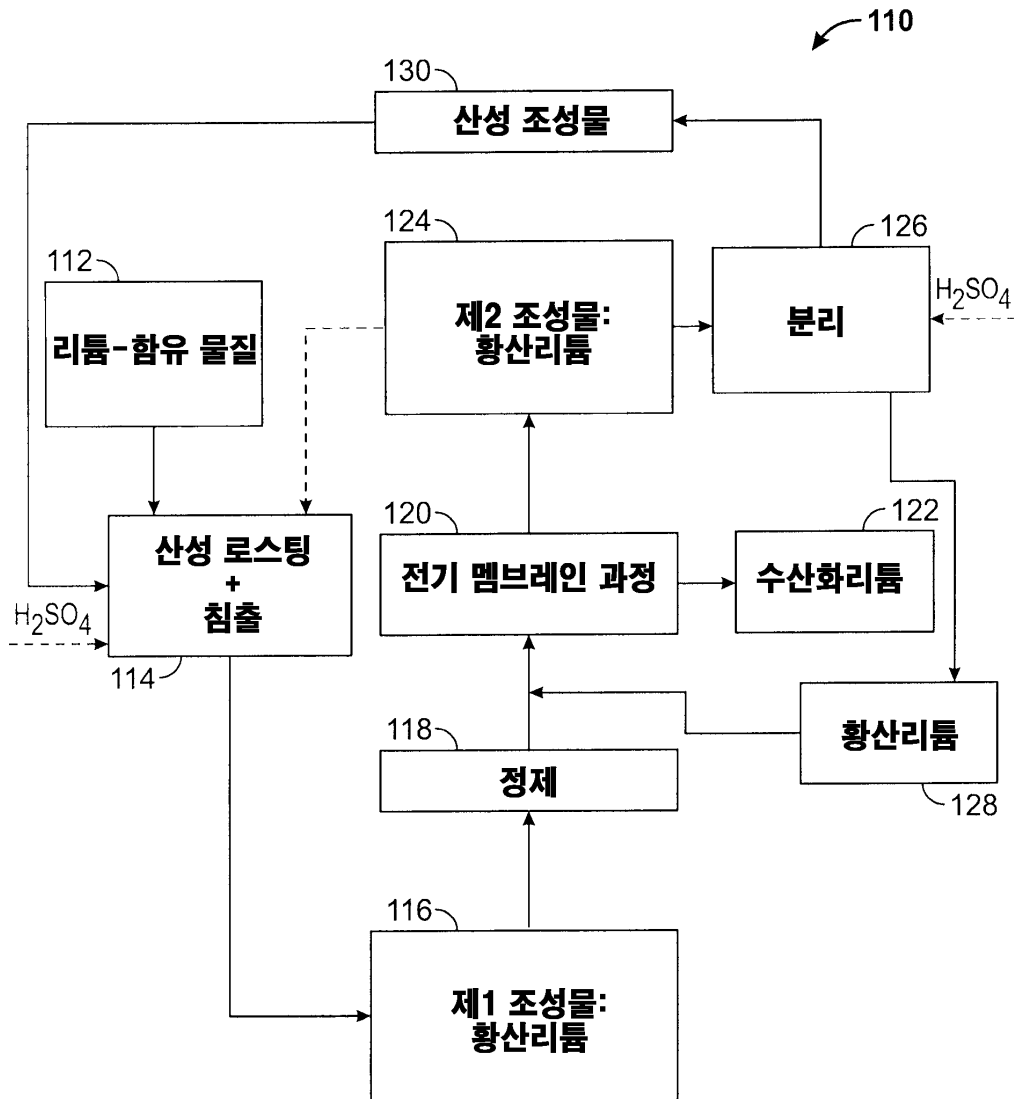 110
130
산성 조성물
124
제2 조성물:
황산리튬
126
분리
H2SO4
112
리튬-함유 물질
120
전기 멤브레인 과정
122
수산화리튬
산성 로스팅
+
침출
H2SO4
114
118
정제
황산리튬
128
116
제1 조성물:
황산리튬